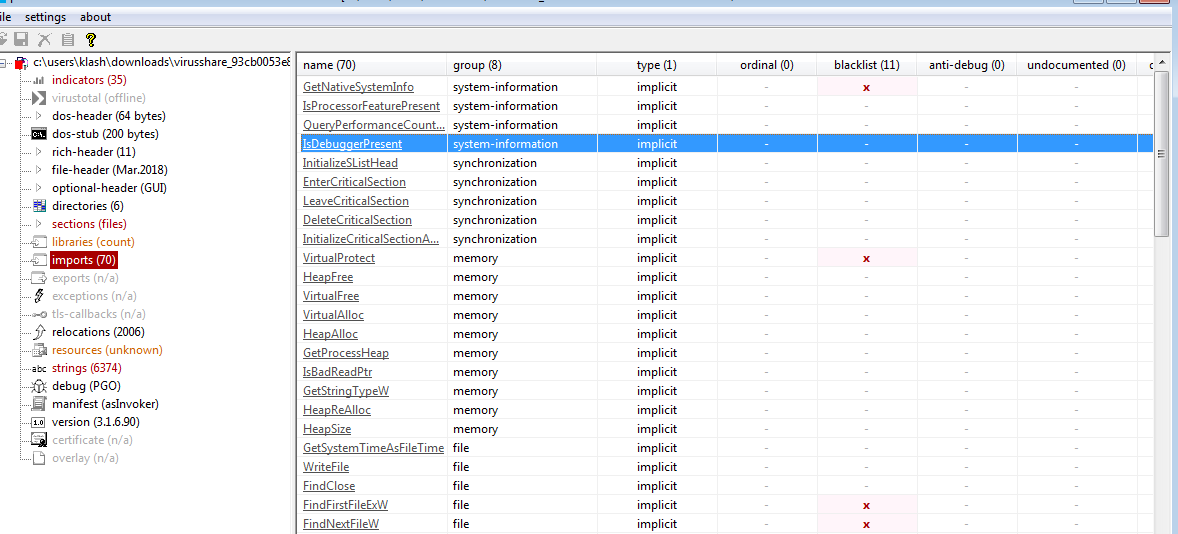 ile settings about
c:\users\klash\downloads\virusshare_93cb0053e8
indicators (35)
virustotal (offline)
dos-header (64 bytes)
dos-stub (200 bytes)
rich-header (11)
file-header (Mar.2018)
optional-header (GUI)
directories (6)
sections (files)
libraries (count)
imports (70)
exports (n/a)
exceptions (n/a)
tls-callbacks (n/a)
relocations (2006)
resources (unknown)
abc strings (6374)
debug (PGO)
manifest (asInvoker)
1.0 version (3.1.6.90)
certificate (n/a)
overlay (n/a)
name (70) group (8) type (1) ordinal (0) blacklist (11) anti-debug (0) undocumented (0)
GetNativeSystemInfo system-information implicit - x - -
IsProcessorFeaturePresent system-information implicit - - - -
QueryPerformanceCount... system-information implicit - - - -
IsDebuggerPresent system-information implicit - - - -
InitializeSListHead synchronization implicit - - - -
EnterCriticalSection synchronization implicit - - - -
LeaveCriticalSection synchronization implicit - - - -
DeleteCriticalSection synchronization implicit - - - -
InitializeCriticalSectionA... synchronization implicit - - - -
VirtualProtect memory implicit - x - -
HeapFree memory implicit - - - -
VirtualFree memory implicit - - - -
VirtualAlloc memory implicit - - - -
HeapAlloc memory implicit - - - -
GetProcessHeap memory implicit - - - -
IsBadReadPtr memory implicit - - - -
GetStringTypeW memory implicit - - - -
HeapReAlloc memory implicit - - - -
HeapSize memory implicit - - - -
GetSystemTimeAsFileTime file implicit - - - -
WriteFile file implicit - - - -
FindClose file implicit - - - -
FindFirstFileExW file implicit - x - -
FindNextFileW file implicit - x - -